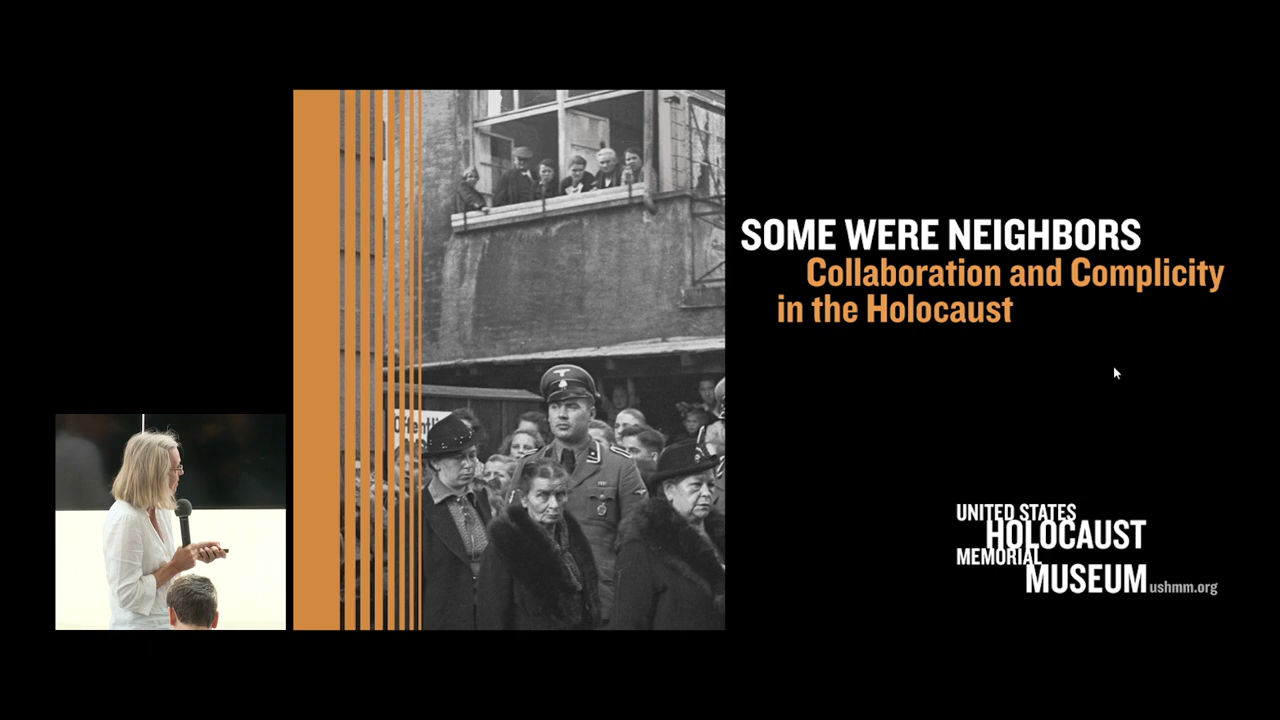 SOME WERE NEIGHBORS
Collaboration and Complicity
in the Holocaust
UNITED STATES
HOLOCAUST
MEMORIAL
MUSEUM ushmm.org